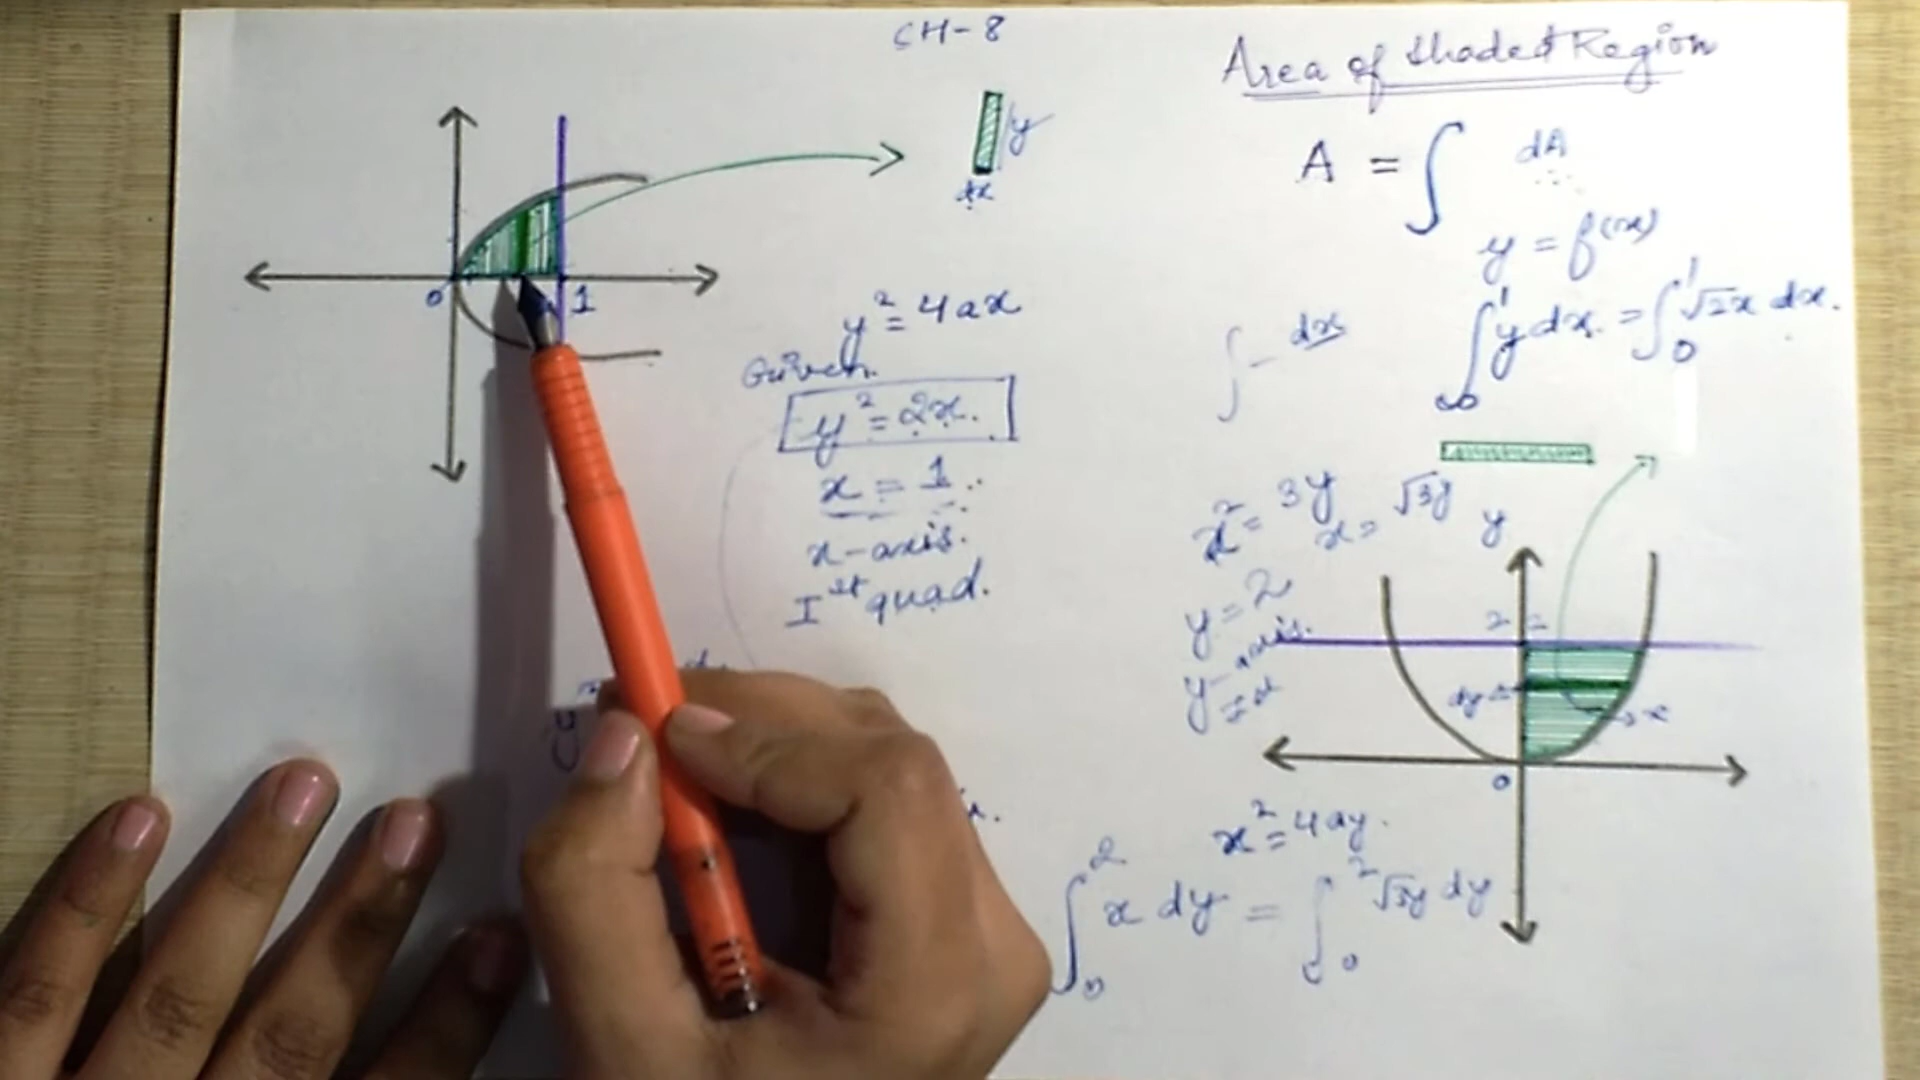 CH-8
Area of shaded Region
y
dx
A = ∫ dA
y = f(x)
0
1
y² = 4ax
∫ dx
∫₀¹ y dx. = ∫₀¹ √2x dx.
Given.
y² = 2x.
x = 1
x-axis.
Iˢᵗ quad.
x² = 3y
x = √3y
y
y = 2
y-axis.
2
dy
x
0
x² = 4ay.
∫₀² x dy = ∫₀² √3y dy
y